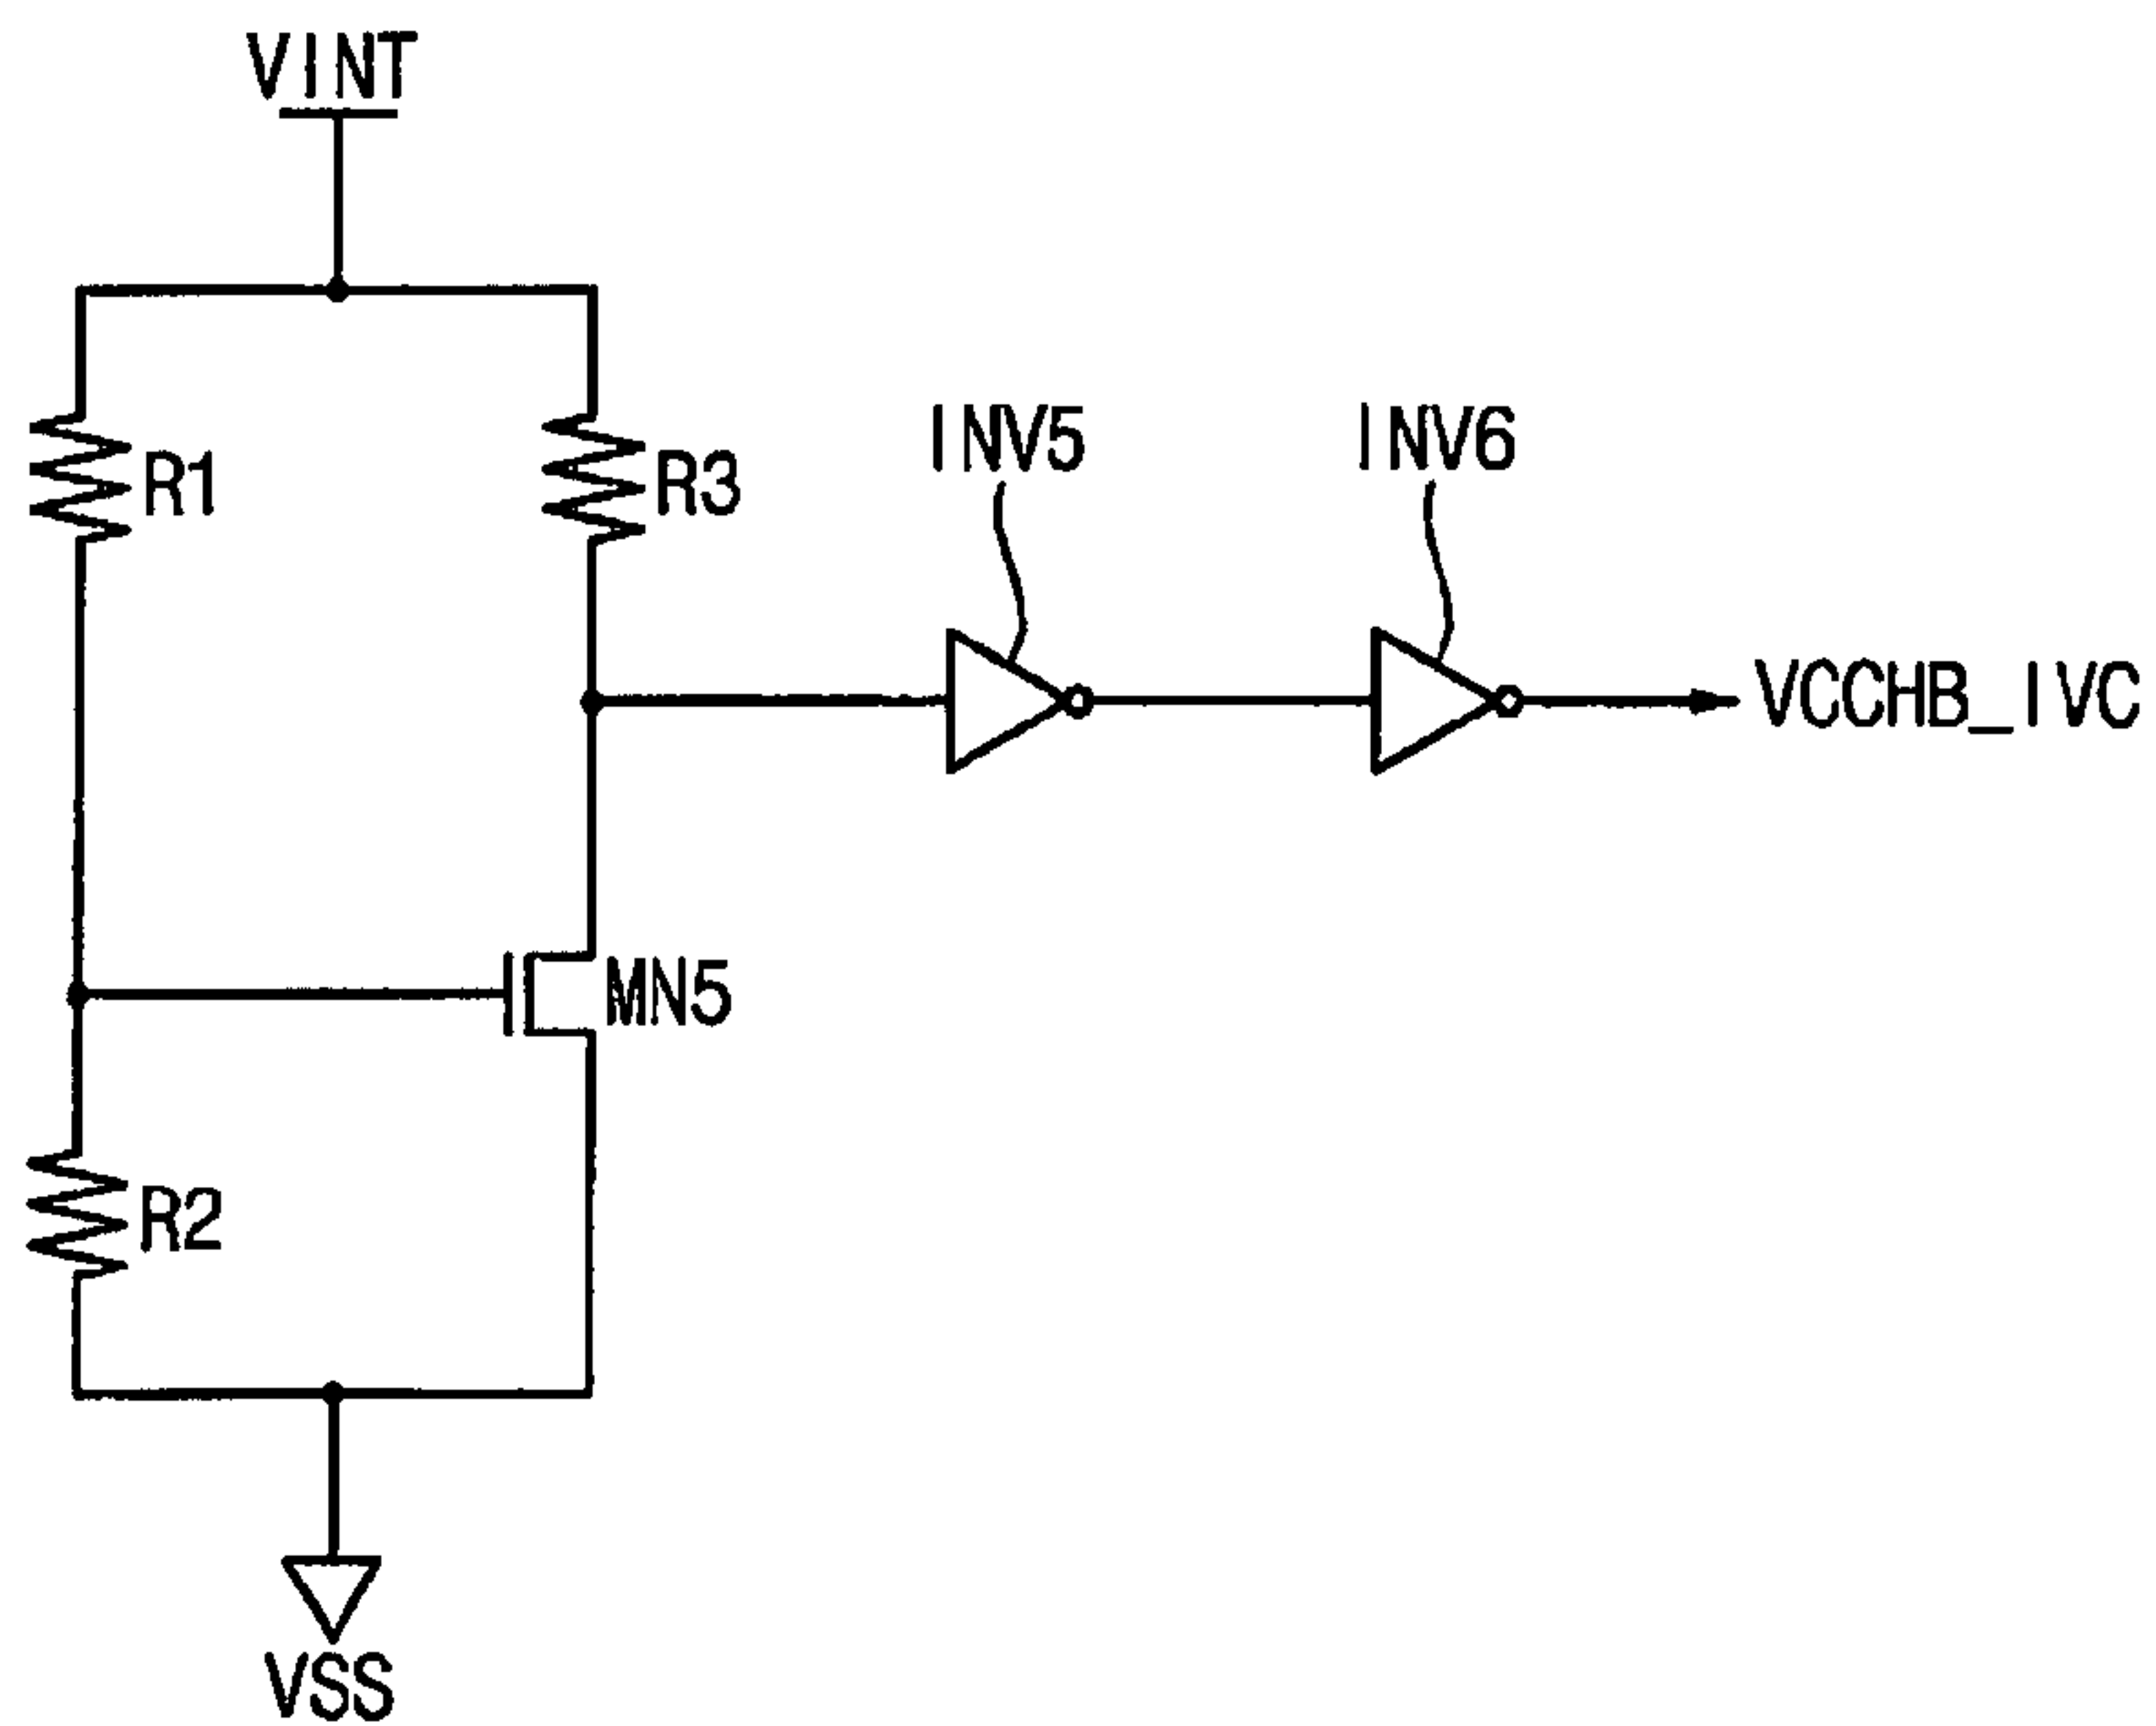 VINT
R1
R3
INV5
INV6
VCCHB_IVC
MN5
R2
VSS